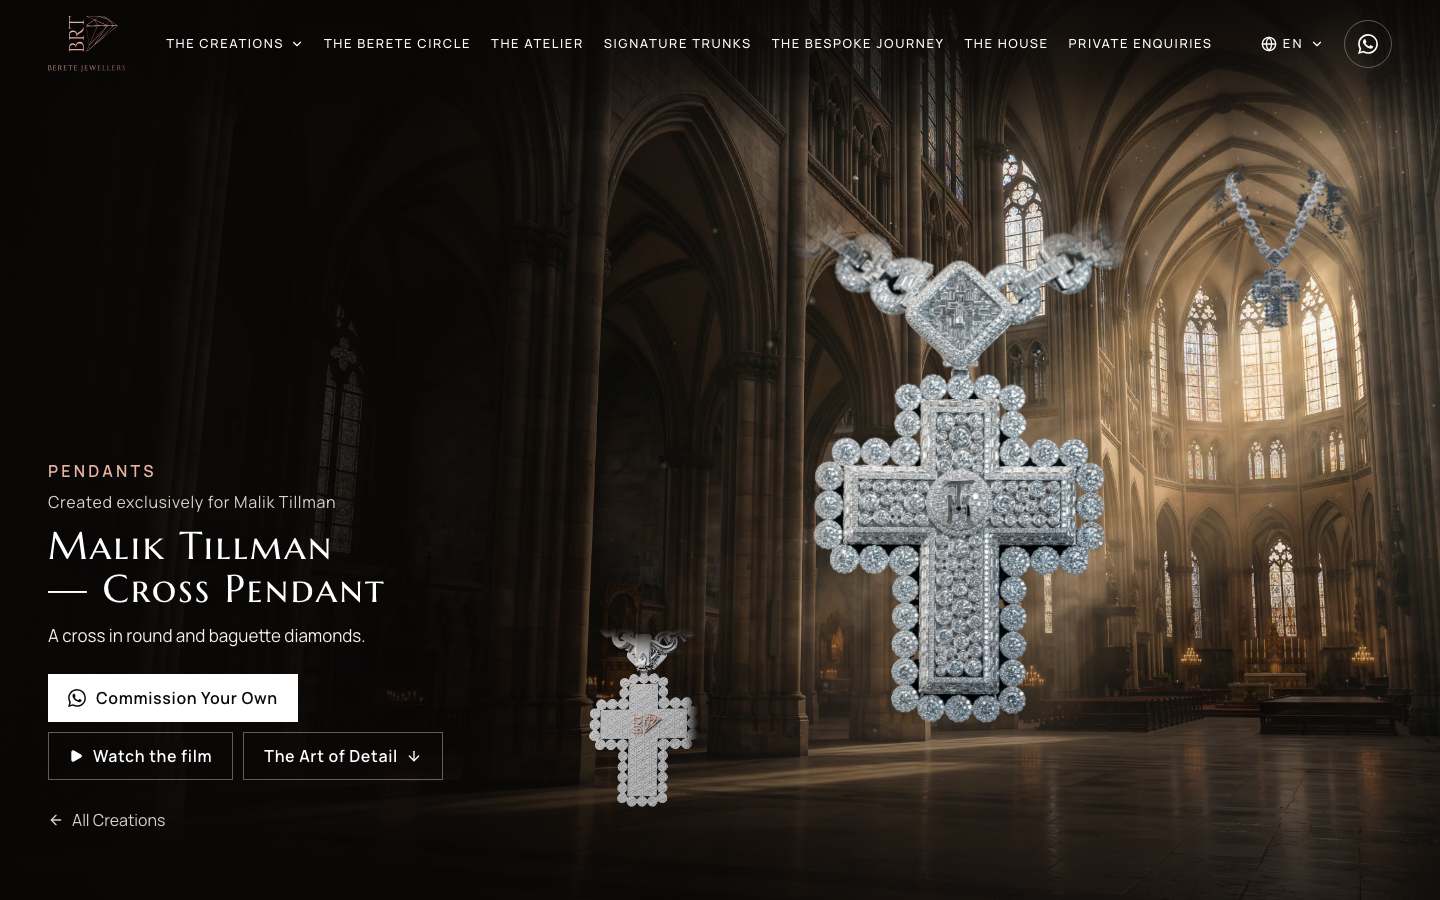 BRT
BERETE JEWELLERS
THE CREATIONS
THE BERETE CIRCLE
THE ATELIER
SIGNATURE TRUNKS
THE BESPOKE JOURNEY
THE HOUSE
PRIVATE ENQUIRIES
EN
PENDANTS
Created exclusively for Malik Tillman
Malik Tillman
— Cross Pendant
A cross in round and baguette diamonds.
Commission Your Own
Watch the film
The Art of Detail
All Creations
TM
BRT